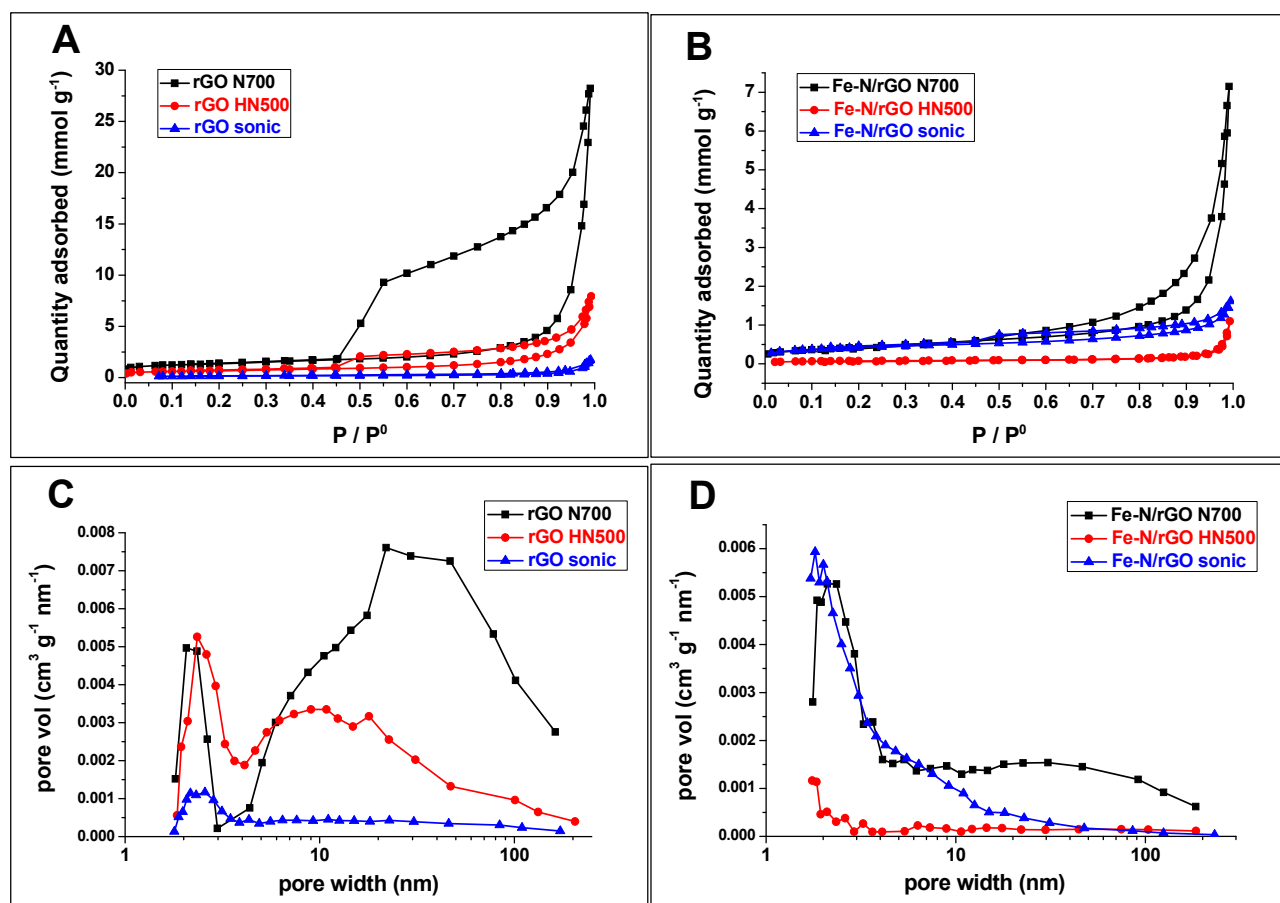 A
rGO N700
rGO HN500
rGO sonic
Quantity adsorbed (mmol g⁻¹)
30
25
20
15
10
5
0
0.0 0.1 0.2 0.3 0.4 0.5 0.6 0.7 0.8 0.9 1.0
P / P⁰
B
Fe-N/rGO N700
Fe-N/rGO HN500
Fe-N/rGO sonic
Quantity adsorbed (mmol g⁻¹)
7
6
5
4
3
2
1
0
0.0 0.1 0.2 0.3 0.4 0.5 0.6 0.7 0.8 0.9 1.0
P / P⁰
C
rGO N700
rGO HN500
rGO sonic
pore vol (cm³ g⁻¹ nm⁻¹)
0.008
0.007
0.006
0.005
0.004
0.003
0.002
0.001
0.000
1 10 100
pore width (nm)
D
Fe-N/rGO N700
Fe-N/rGO HN500
Fe-N/rGO sonic
pore vol (cm³ g⁻¹ nm⁻¹)
0.006
0.005
0.004
0.003
0.002
0.001
0.000
1 10 100
pore width (nm)